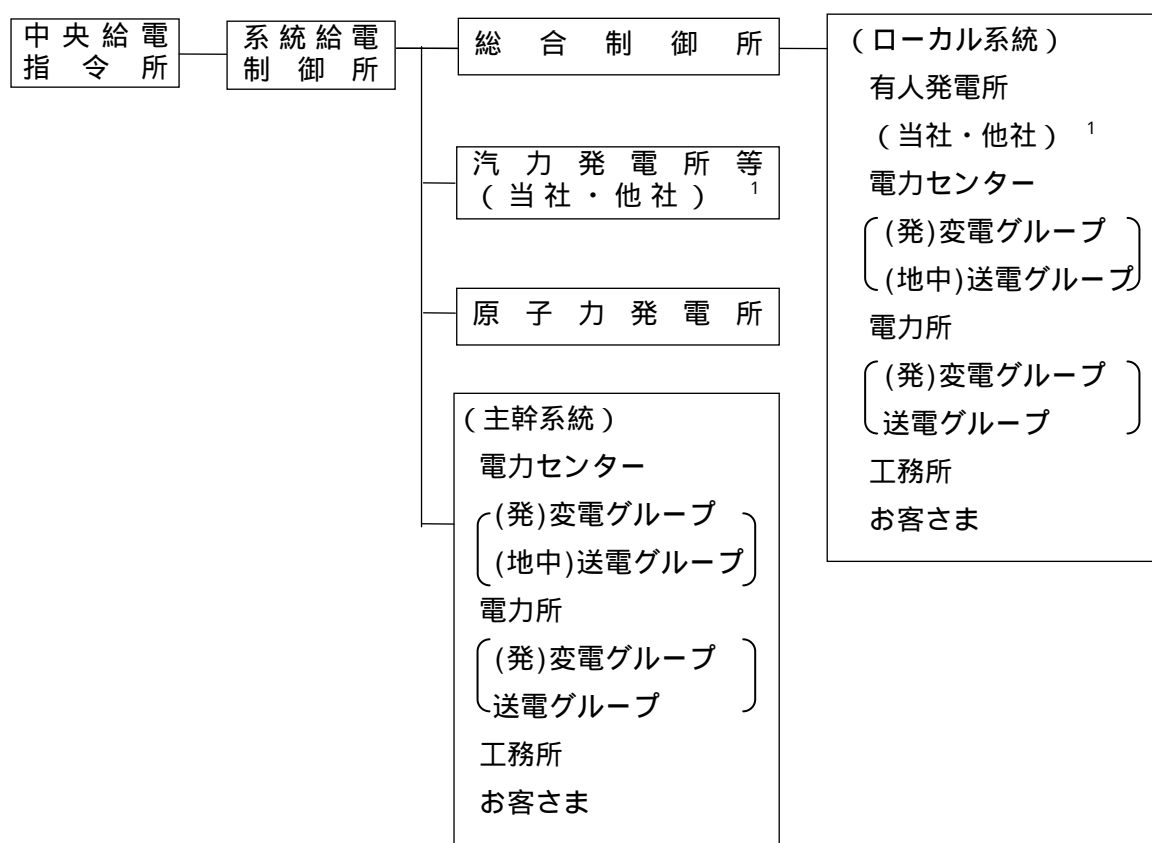 中央給電
指令所
系統給電
制御所
総合制御所
汽力発電所等
(当社・他社) 1
原子力発電所
(主幹系統)
電力センター
(発)変電グループ
(地中)送電グループ
電力所
(発)変電グループ
送電グループ
工務所
お客さま
(ローカル系統)
有人発電所
(当社・他社) 1
電力センター
(発)変電グループ
(地中)送電グループ
電力所
(発)変電グループ
送電グループ
工務所
お客さま